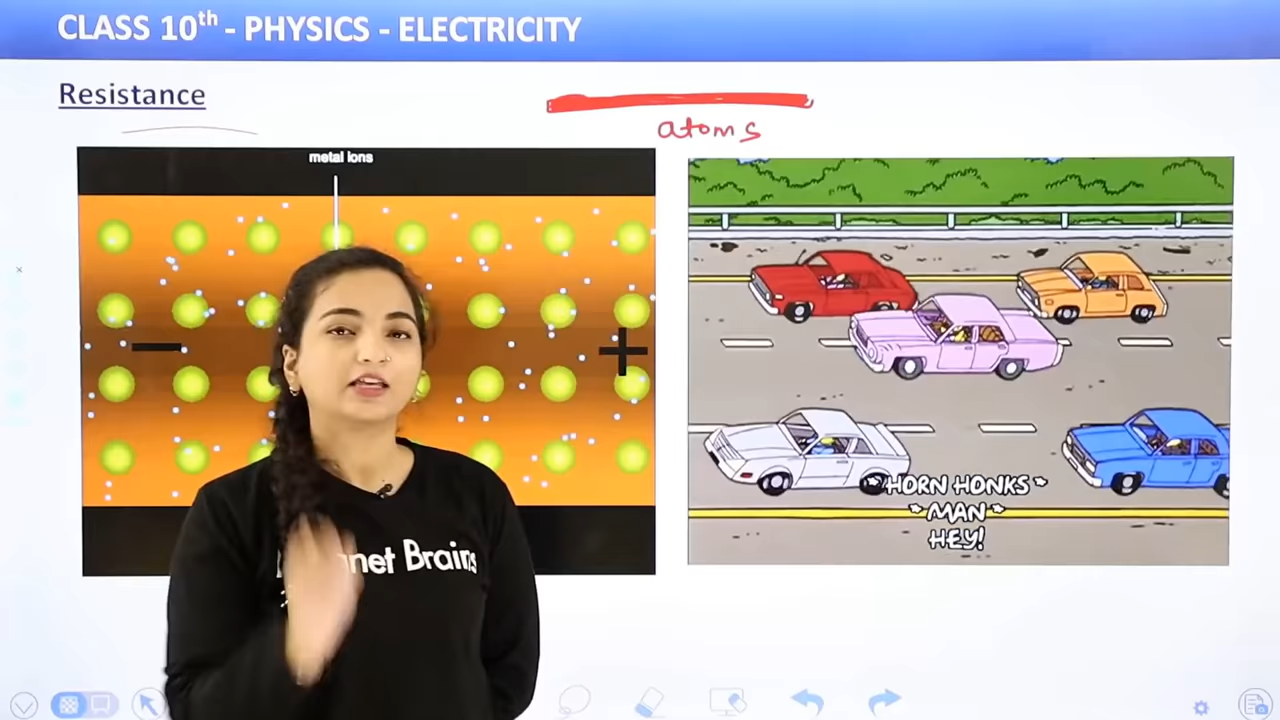 CLASS 10th - PHYSICS - ELECTRICITY
Resistance
atoms
metal ions
−
+
*HORN HONKS*
*MAN*
HEY!
net Brains